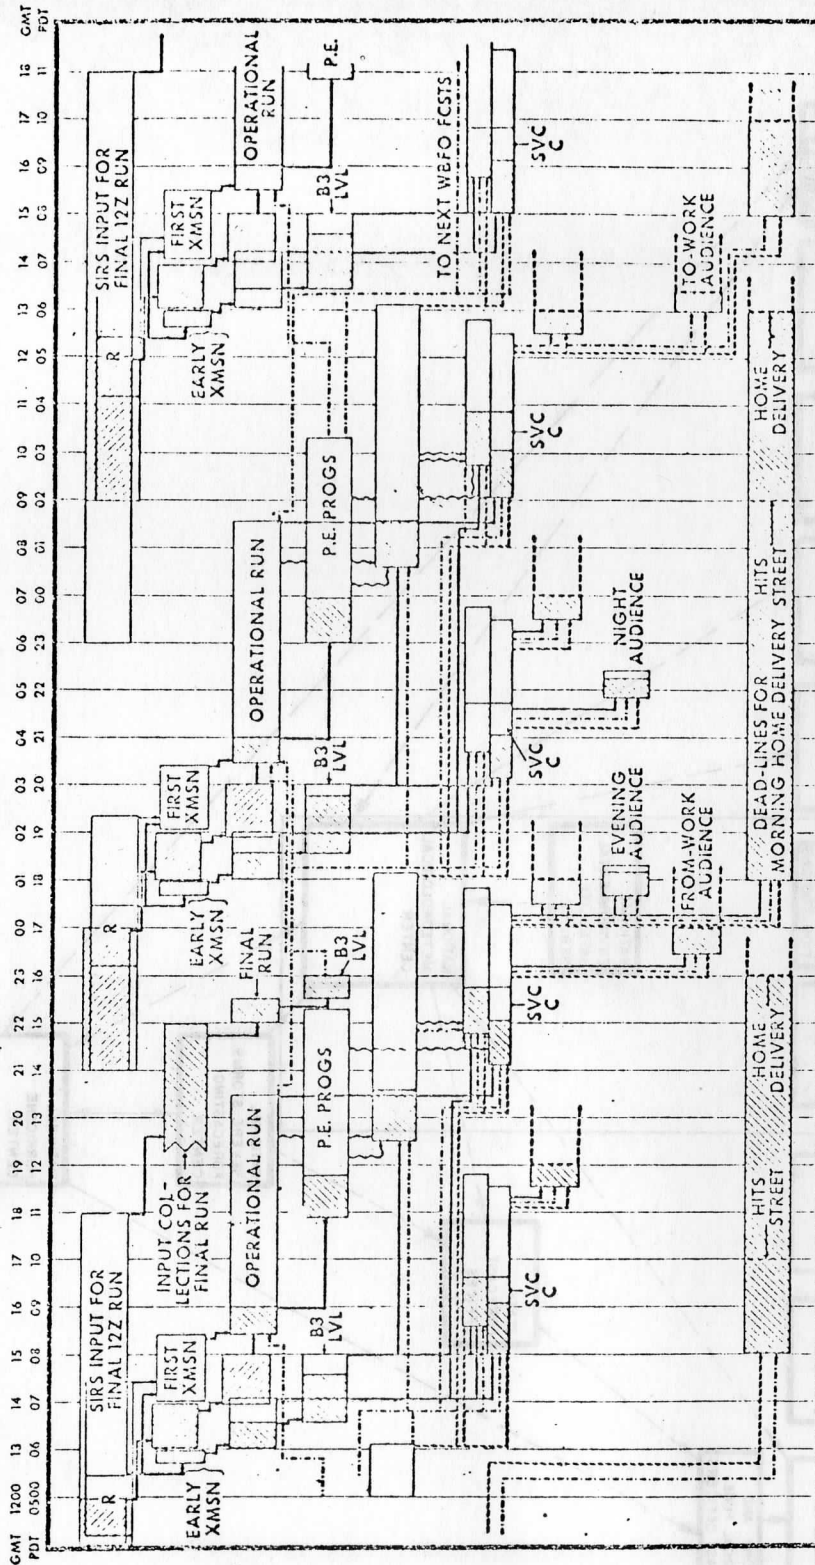 GMT 1200 13 14 15 16 17 18 19 20 21 22 23 00 01 02 03 04 05 06 07 08 09 10 11 12 13 14 15 16 17 18 GMT
PDT 0500 06 07 08 09 10 11 12 13 14 15 16 17 18 19 20 21 22 23 00 01 02 03 04 05 06 07 08 09 10 11 PDT
R
SIRS INPUT FOR
FINAL 12Z RUN
R
R
SIRS INPUT FOR
FINAL 12Z RUN
EARLY
XMSN
FIRST
XMSN
INPUT COL-
LECTIONS FOR
FINAL RUN
EARLY
XMSN
FIRST
XMSN
EARLY
XMSN
FIRST
XMSN
OPERATIONAL RUN
FINAL
RUN
OPERATIONAL RUN
OPERATIONAL
RUN
B3
LVL
P.E. PROGS
B3
LVL
B3
LVL
P.E. PROGS
B3
LVL
P.E.
TO NEXT WBFO FCSTS
SVC
C
SVC
C
SVC
C
SVC
C
SVC
C
EVENING
AUDIENCE
NIGHT
AUDIENCE
FROM-WORK
AUDIENCE
TO-WORK
AUDIENCE
HITS
STREET
HOME
DELIVERY
DEAD-LINES FOR
MORNING HOME DELIVERY
HITS
STREET
HOME
DELIVERY